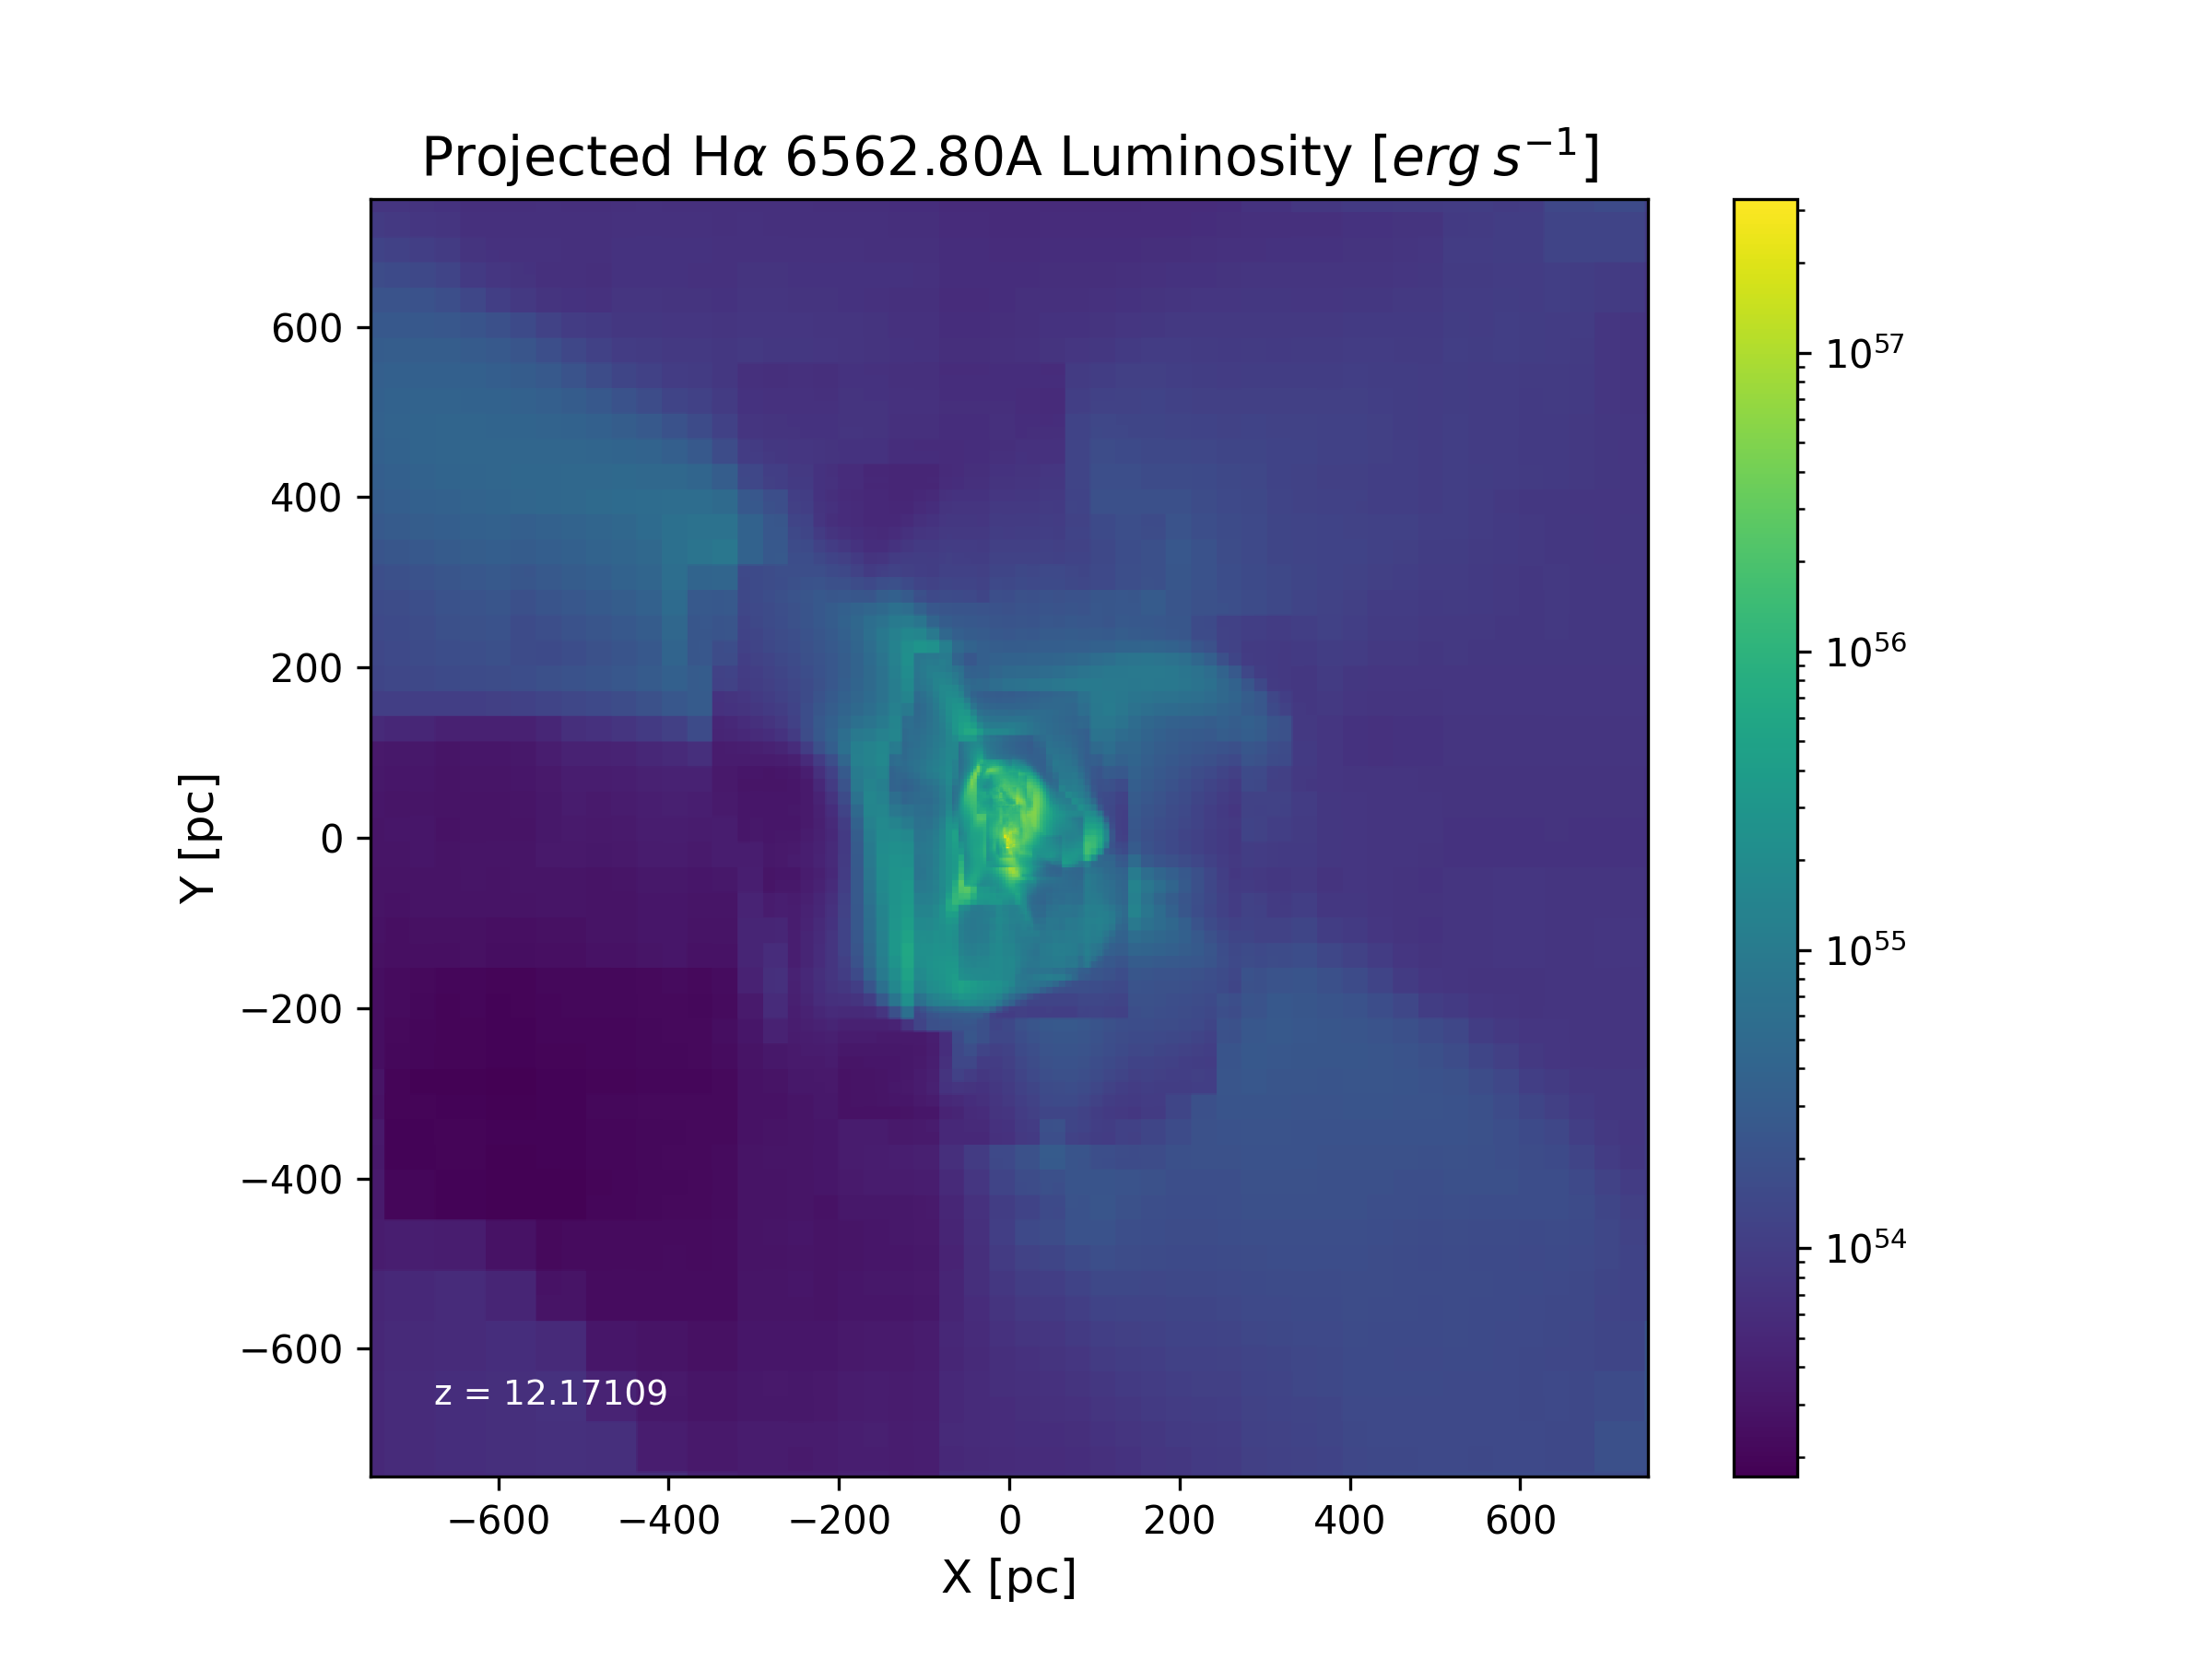 Projected Hα 6562.80A Luminosity [erg s⁻¹]
Y [pc]
600
400
200
0
−200
−400
−600
z = 12.17109
−600 −400 −200 0 200 400 600
X [pc]
10⁵⁷
10⁵⁶
10⁵⁵
10⁵⁴